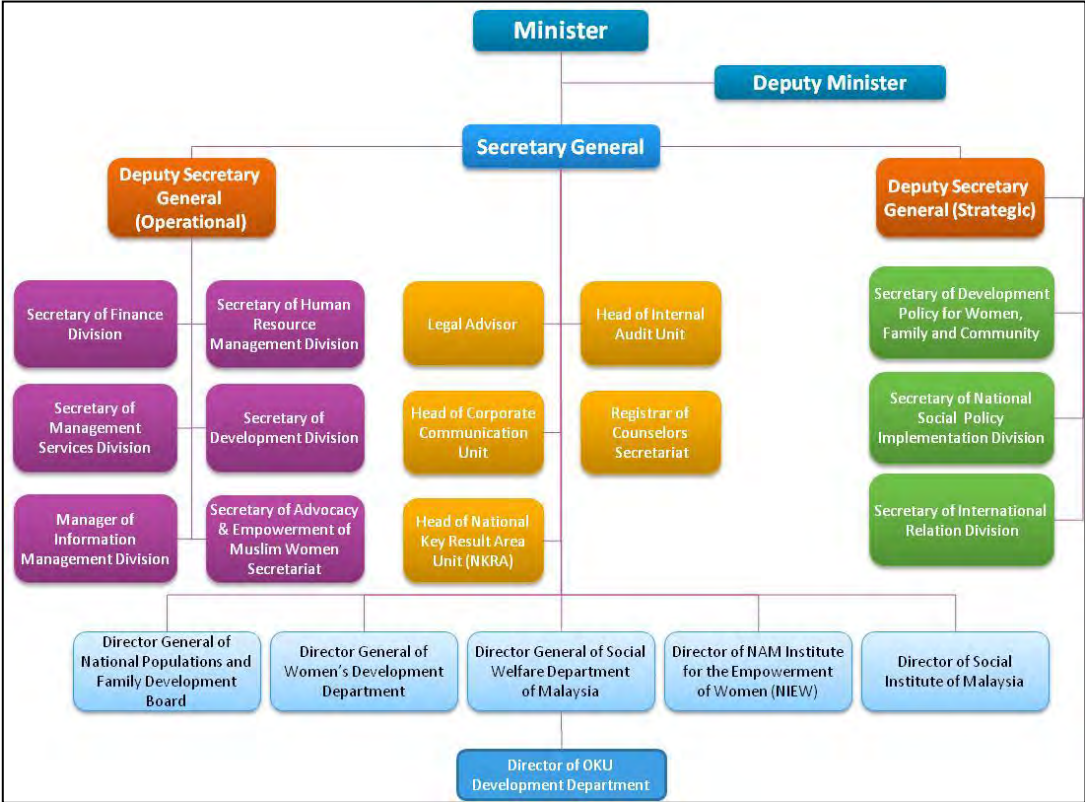 Minister
Deputy Minister
Secretary General
Deputy Secretary
General
(Operational)
Deputy Secretary
General (Strategic)
Secretary of Finance
Division
Secretary of Human
Resource
Management Division
Legal Advisor
Head of Internal
Audit Unit
Secretary of Development
Policy for Women,
Family and Community
Secretary of
Management
Services Division
Secretary of
Development Division
Head of Corporate
Communication
Unit
Registrar of
Counselors
Secretariat
Secretary of National
Social Policy
Implementation Division
Manager of
Information
Management Division
Secretary of Advocacy
& Empowerment of
Muslim Women
Secretariat
Head of National
Key Result Area
Unit (NKRA)
Secretary of International
Relation Division
Director General of
National Populations and
Family Development
Board
Director General of
Women's Development
Department
Director General of Social
Welfare Department
of Malaysia
Director of NAM Institute
for the Empowerment
of Women (NIEW)
Director of Social
Institute of Malaysia
Director of OKU
Development Department